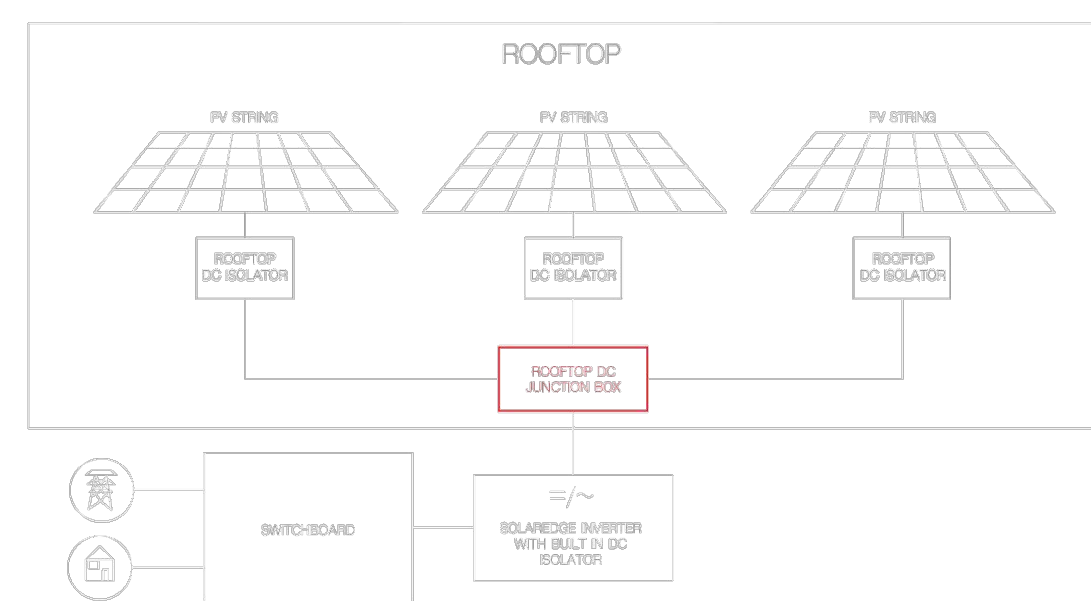 ROOFTOP
PV STRING
PV STRING
PV STRING
ROOFTOP
DC ISOLATOR
ROOFTOP
DC ISOLATOR
ROOFTOP
DC ISOLATOR
ROOFTOP DC
JUNCTION BOX
=/~
SWITCHBOARD
SOLAREDGE INVERTER
WITH BUILT IN DC
ISOLATOR